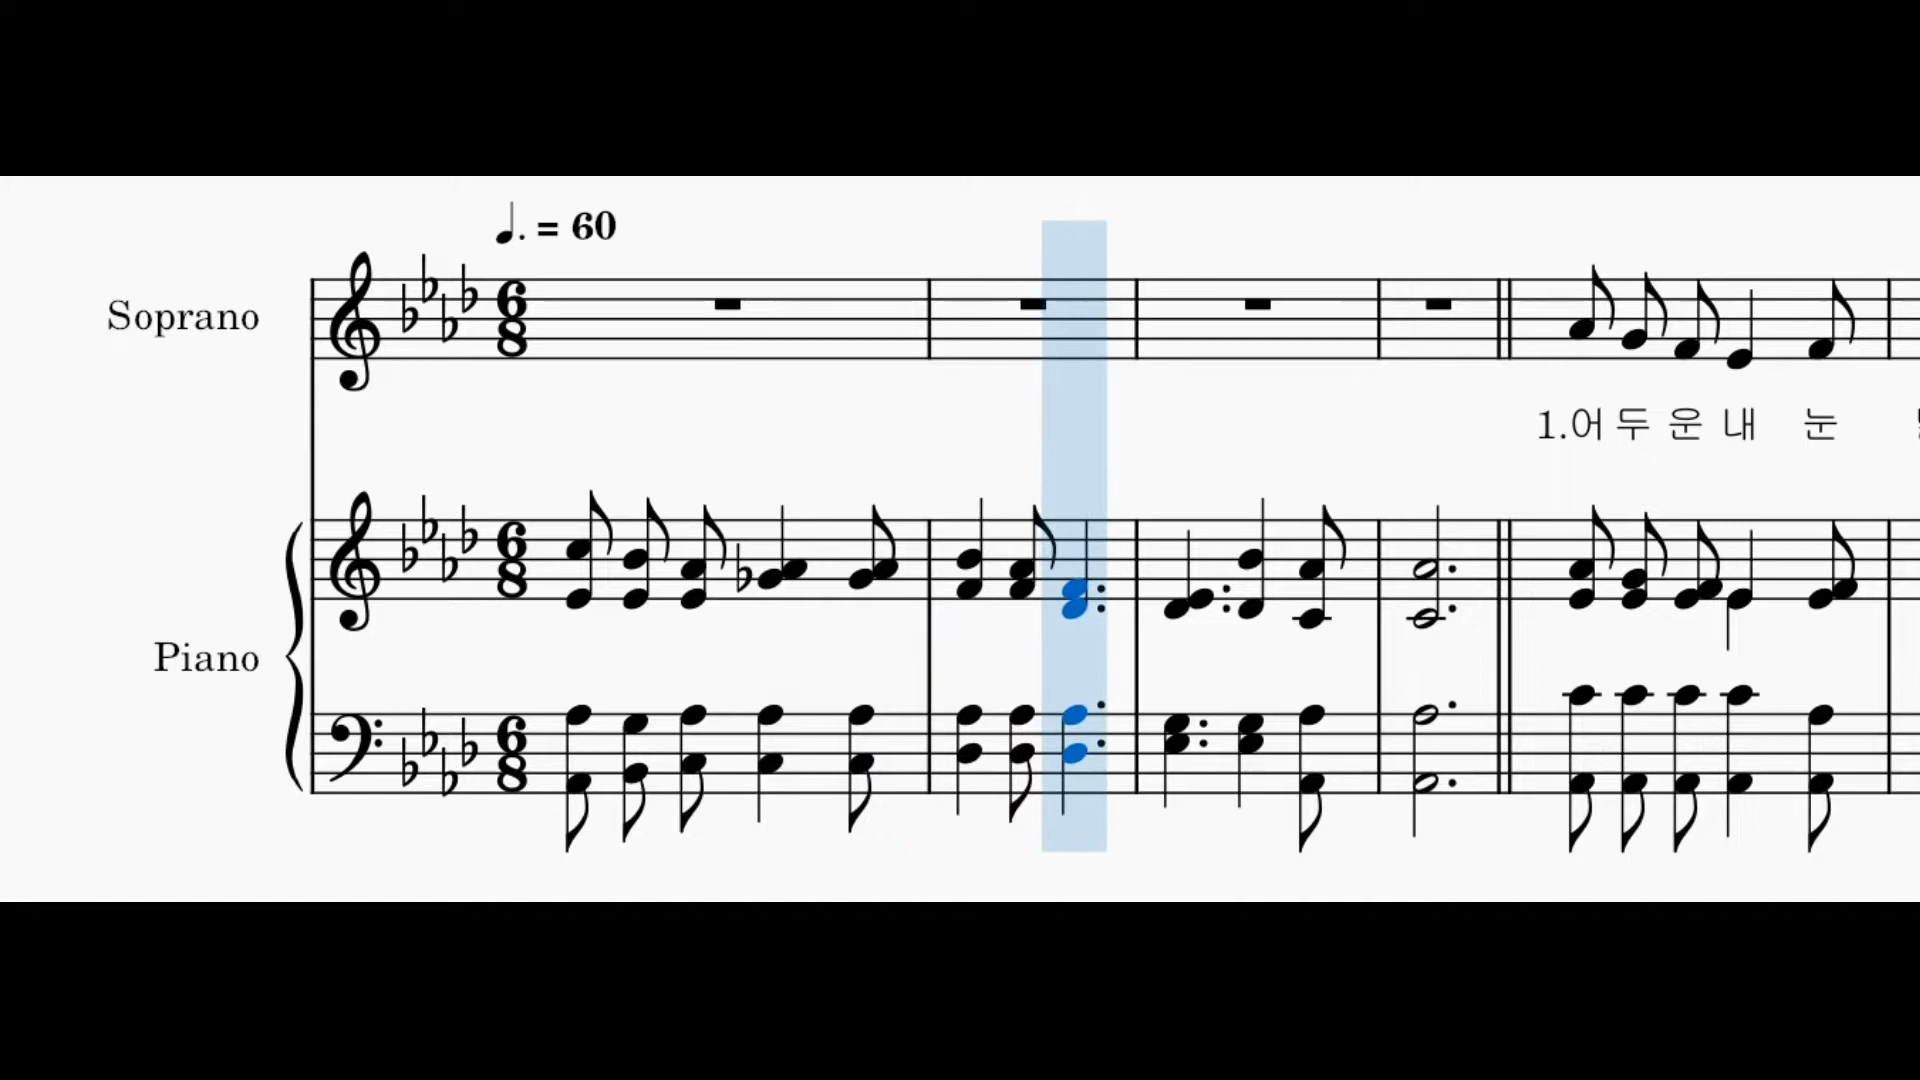 ♩. = 60
Soprano
1.어 두 운 내 눈
Piano